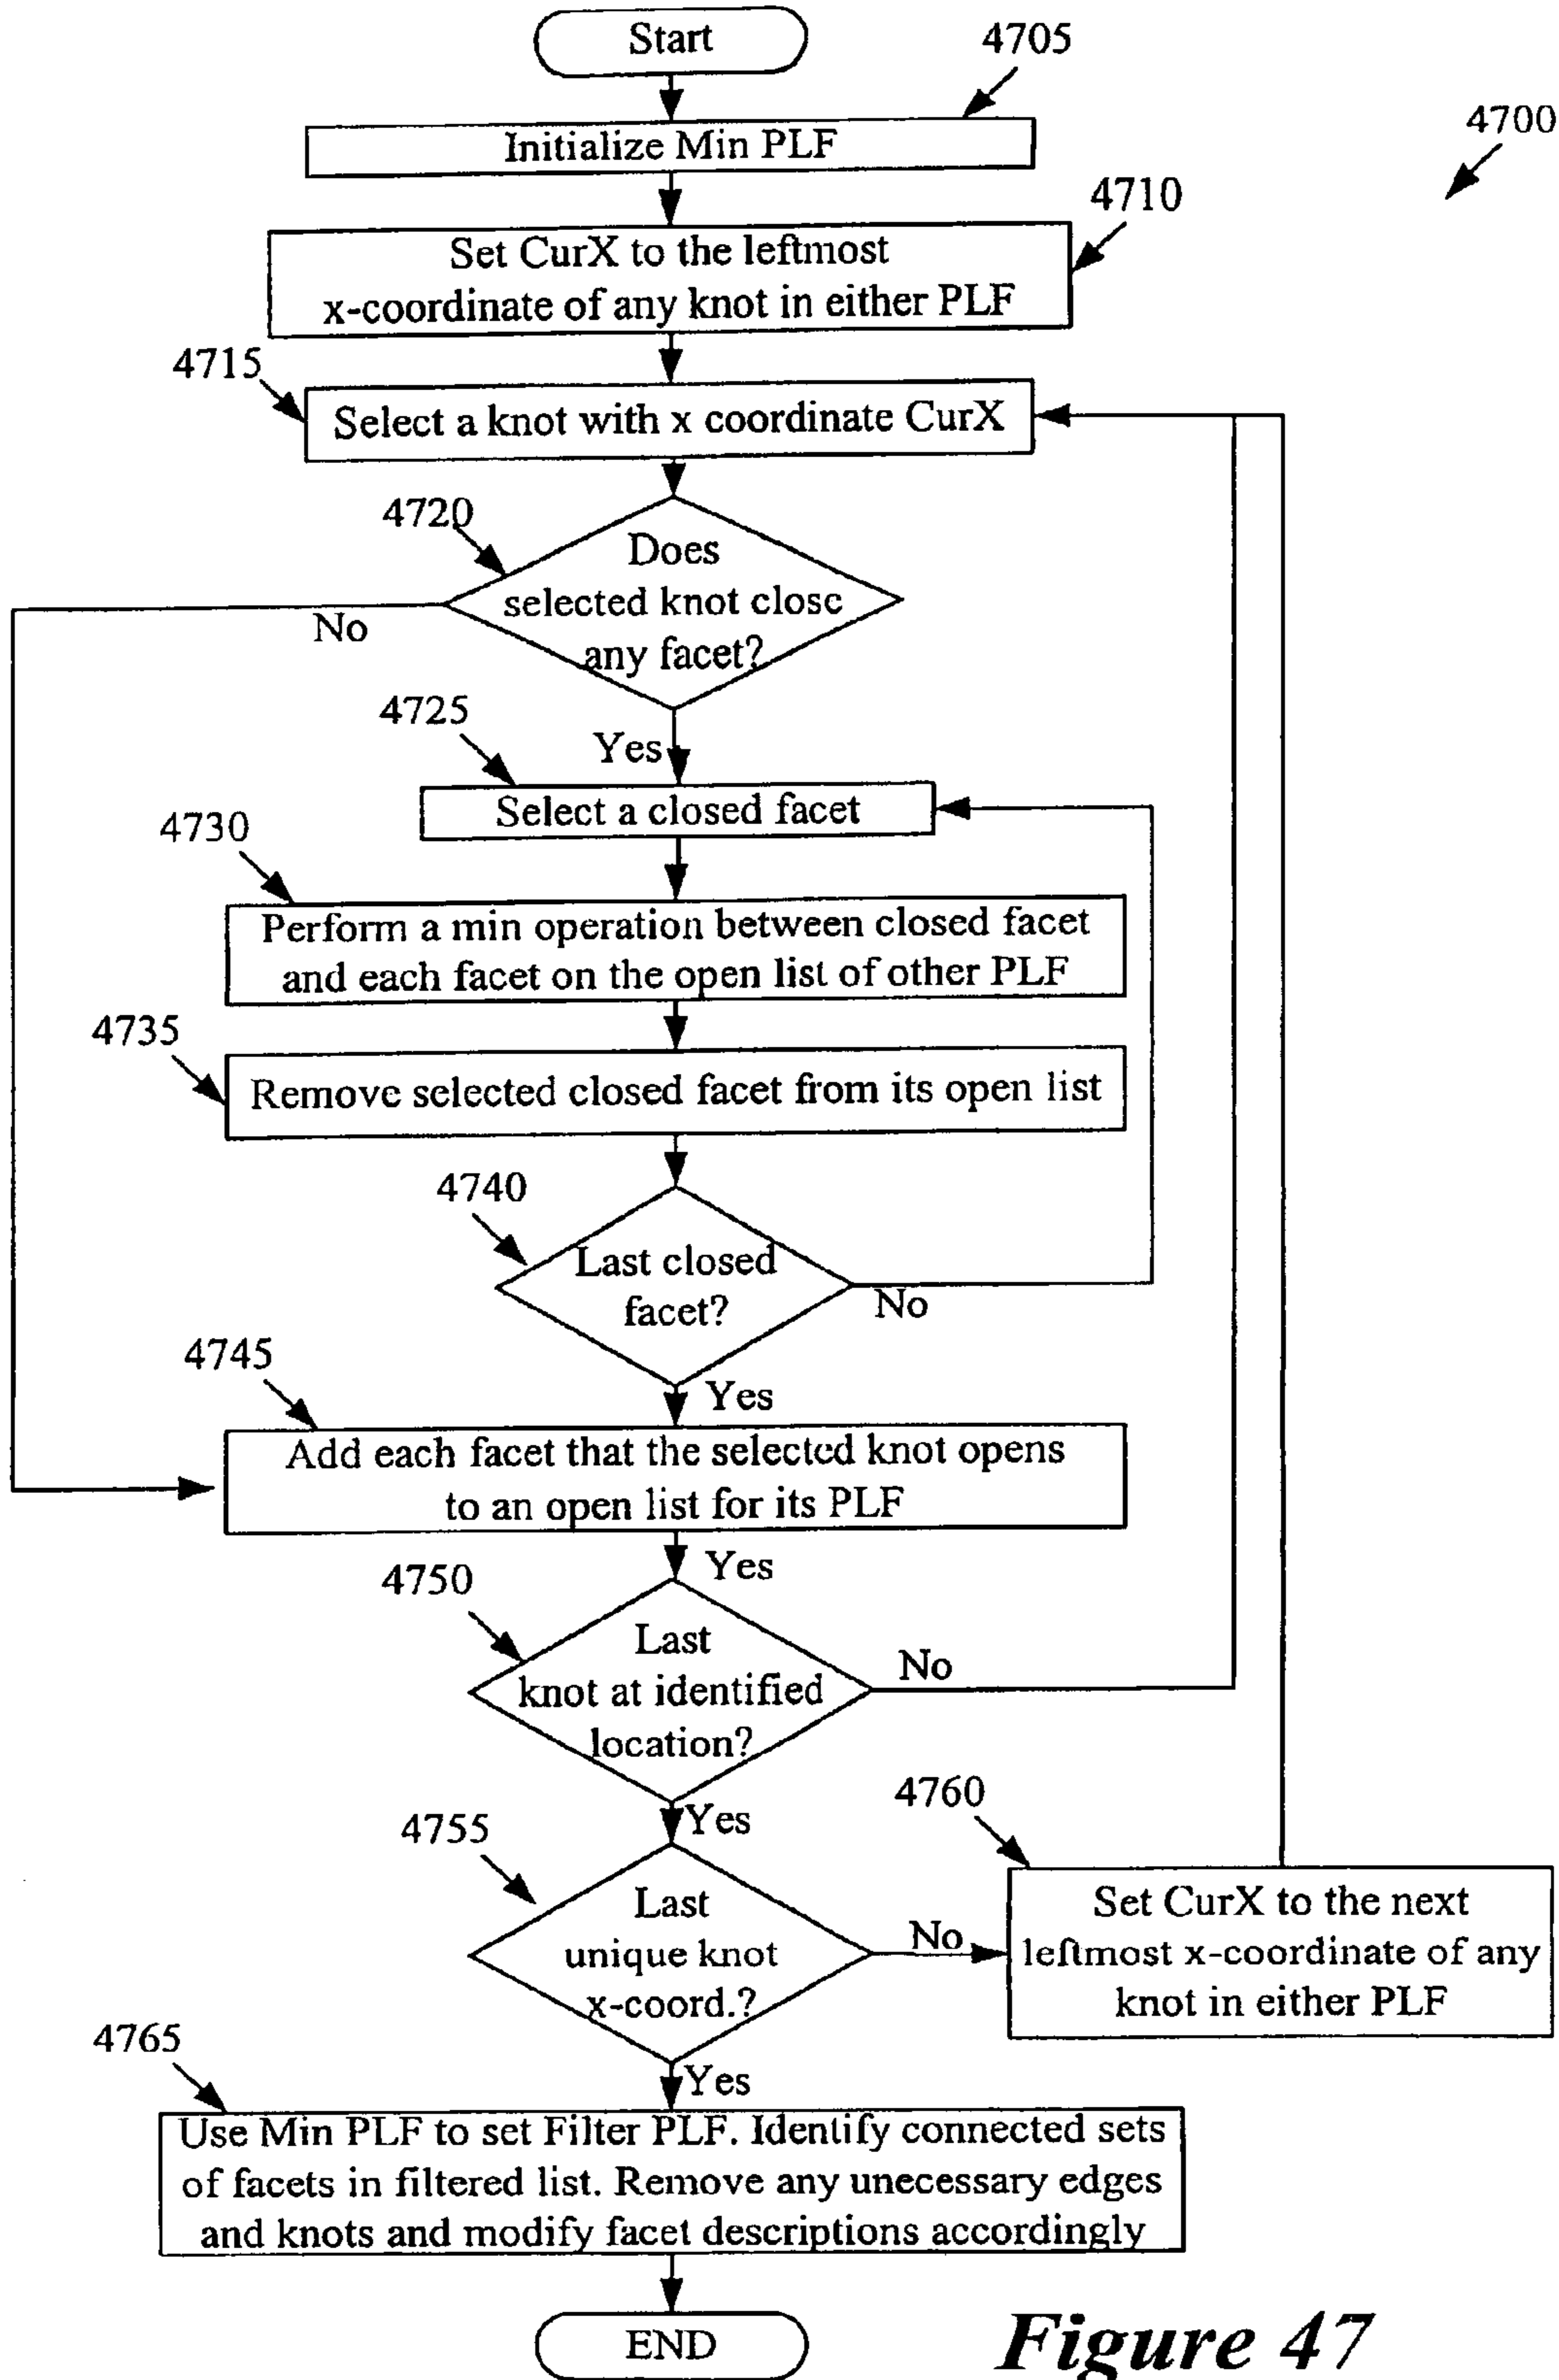 Start
4705
Initialize Min PLF
4700
4710
Set CurX to the leftmost
x-coordinate of any knot in either PLF
4715
Select a knot with x coordinate CurX
4720
Does
selected knot close
any facet?
No
4725
Yes
Select a closed facet
4730
Perform a min operation between closed facet
and each facet on the open list of other PLF
4735
Remove selected closed facet from its open list
4740
Last closed
facet?
No
4745
Yes
Add each facet that the selected knot opens
to an open list for its PLF
4750
Yes
Last
knot at identified
location?
No
4755
Yes
4760
Last
unique knot
x-coord.?
No
Set CurX to the next
leftmost x-coordinate of any
knot in either PLF
4765
Yes
Use Min PLF to set Filter PLF. Identify connected sets
of facets in filtered list. Remove any unecessary edges
and knots and modify facet descriptions accordingly
END
Figure 47